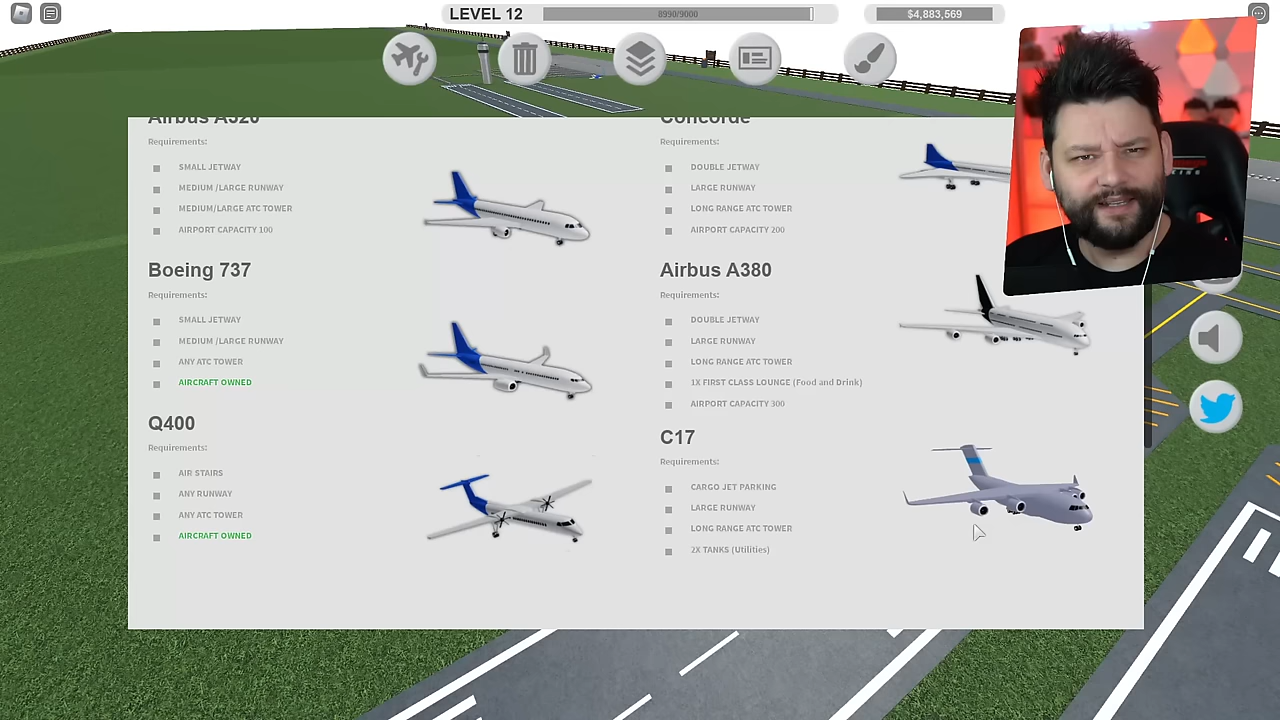 LEVEL 12
8990/9000
$4,883,569
Airbus A320
Requirements:
SMALL JETWAY
MEDIUM /LARGE RUNWAY
MEDIUM/LARGE ATC TOWER
AIRPORT CAPACITY 100
Boeing 737
Requirements:
SMALL JETWAY
MEDIUM /LARGE RUNWAY
ANY ATC TOWER
AIRCRAFT OWNED
Q400
Requirements:
AIR STAIRS
ANY RUNWAY
ANY ATC TOWER
AIRCRAFT OWNED
Concorde
Requirements:
DOUBLE JETWAY
LARGE RUNWAY
LONG RANGE ATC TOWER
AIRPORT CAPACITY 200
Airbus A380
Requirements:
DOUBLE JETWAY
LARGE RUNWAY
LONG RANGE ATC TOWER
1X FIRST CLASS LOUNGE (Food and Drink)
AIRPORT CAPACITY 300
C17
Requirements:
CARGO JET PARKING
LARGE RUNWAY
LONG RANGE ATC TOWER
2X TANKS (Utilities)